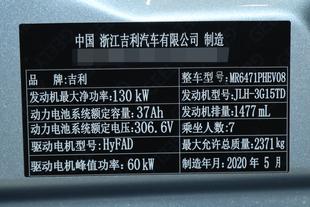 中国 浙江吉利汽车有限公司 制造
品牌:吉利 整车型号:MR6471PHEV08
发动机最大净功率:130 kW 发动机型号:JLH-3G15TD
动力电池系统额定容量:37Ah 发动机排量:1477 mL
动力电池系统额定电压:306.6V 乘坐人数:7
驱动电机型号:HyFAD 最大允许总质量:2371kg
驱动电机峰值功率:60 kW 制造年月:2020 年 5 月